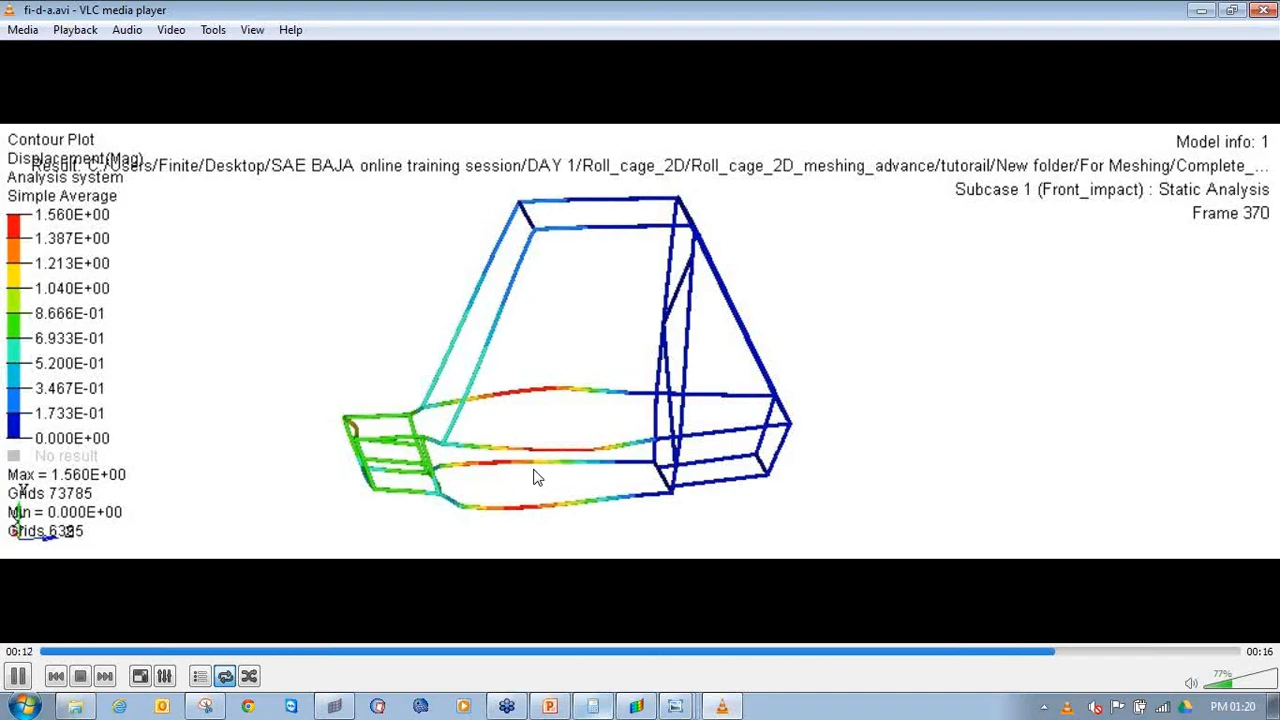 fi-d-a.avi - VLC media player
Media Playback Audio Video Tools View Help
Contour Plot
Displacement(Mag)
Analysis system
Simple Average
Result: C:/Users/Finite/Desktop/SAE BAJA online training session/DAY 1/Roll_cage_2D/Roll_cage_2D_meshing_advance/tutorail/New folder/For Meshing/Complete_...
Model info: 1
Subcase 1 (Front_impact) : Static Analysis
Frame 370
1.560E+00
1.387E+00
1.213E+00
1.040E+00
8.666E-01
6.933E-01
5.200E-01
3.467E-01
1.733E-01
0.000E+00
No result
Max = 1.560E+00
Grids 73785
Min = 0.000E+00
Grids 6385
00:12
00:16
77%
PM 01:20